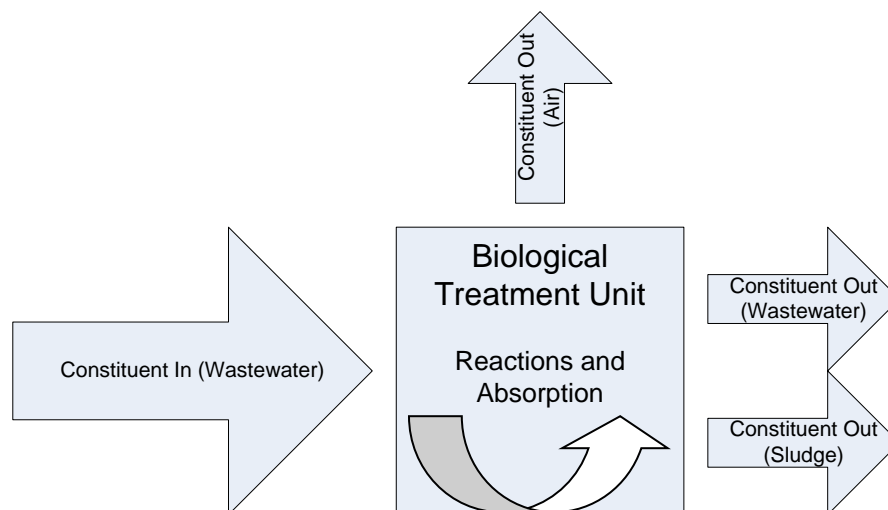 Constituent Out
(Air)
Biological
Treatment Unit
Reactions and
Absorption
Constituent In (Wastewater)
Constituent Out
(Wastewater)
Constituent Out
(Sludge)